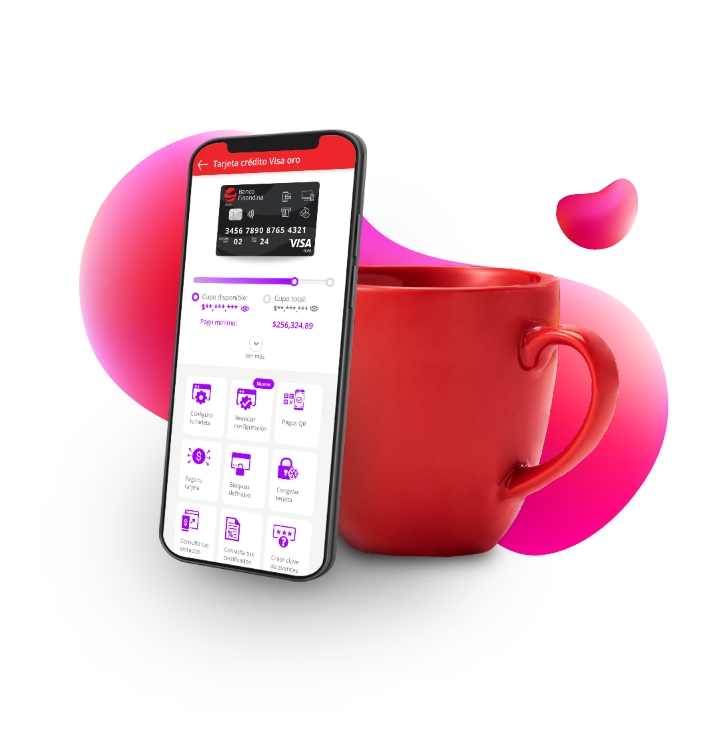 Tarjeta crédito Visa oro
Banco
Finandina
3456 7890 8765 4321
02 24
VISA
Cupo disponible:
$**,***,***
Cupo total:
$**,***,***
Pago mínimo:
$256,324.89
Ver más
Configura
tu tarjeta
Nuevo
Reiniciar
configuración
Pagos QR
Paga tu
tarjeta
Bloqueo
definitivo
Congelar
tarjeta
Consulta tus
extractos
Consulta tus
certificados
Crear clave
de avances